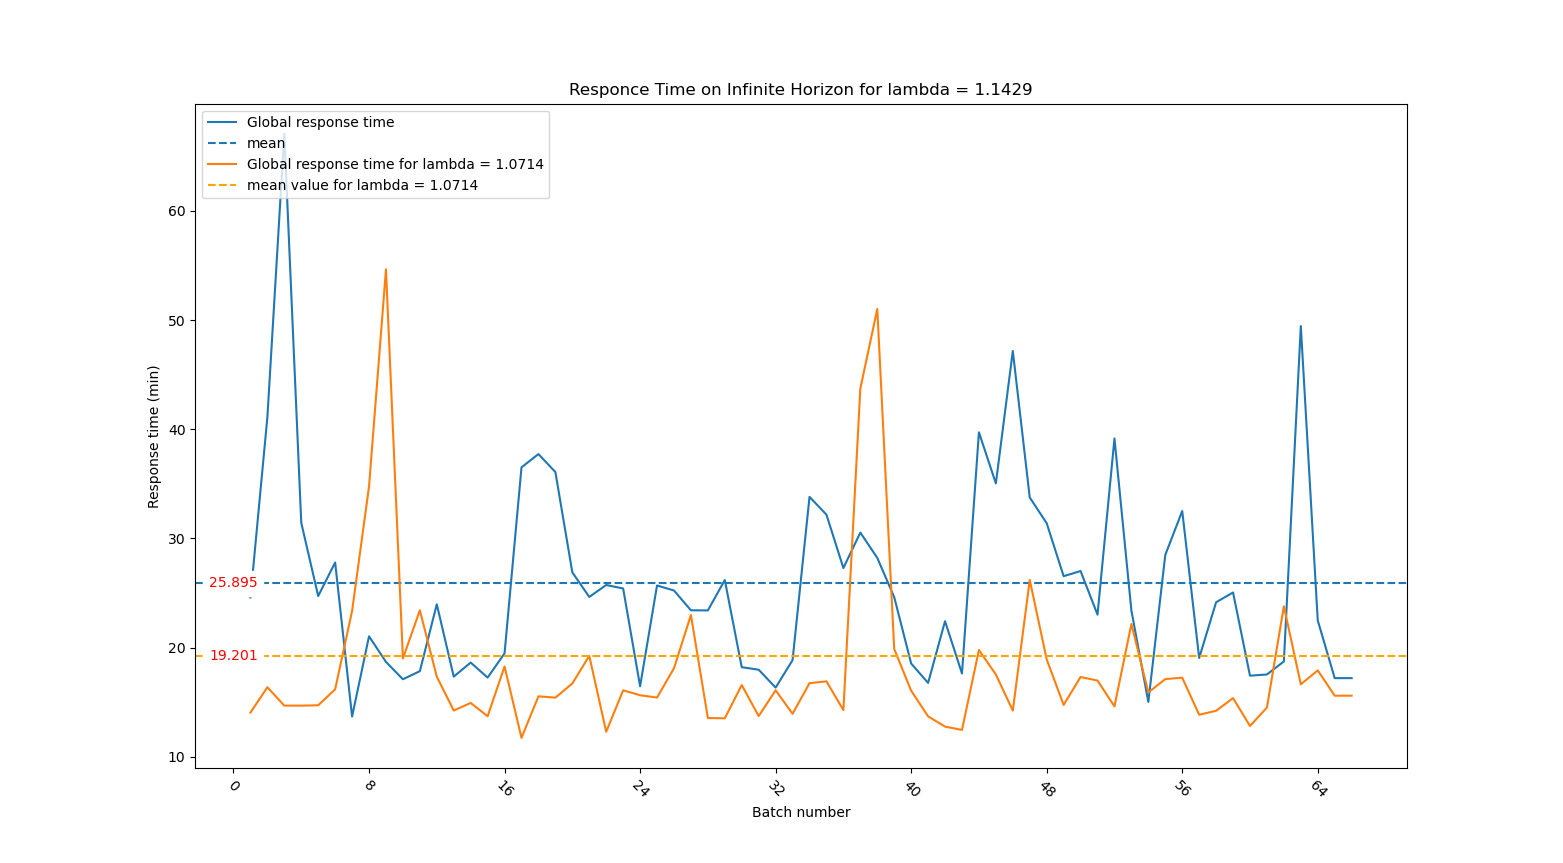 Responce Time on Infinite Horizon for lambda = 1.1429
Global response time
mean
Global response time for lambda = 1.0714
mean value for lambda = 1.0714
60
50
40
30
20
10
25.895
19.201
Response time (min)
0
8
16
24
32
40
48
56
64
Batch number